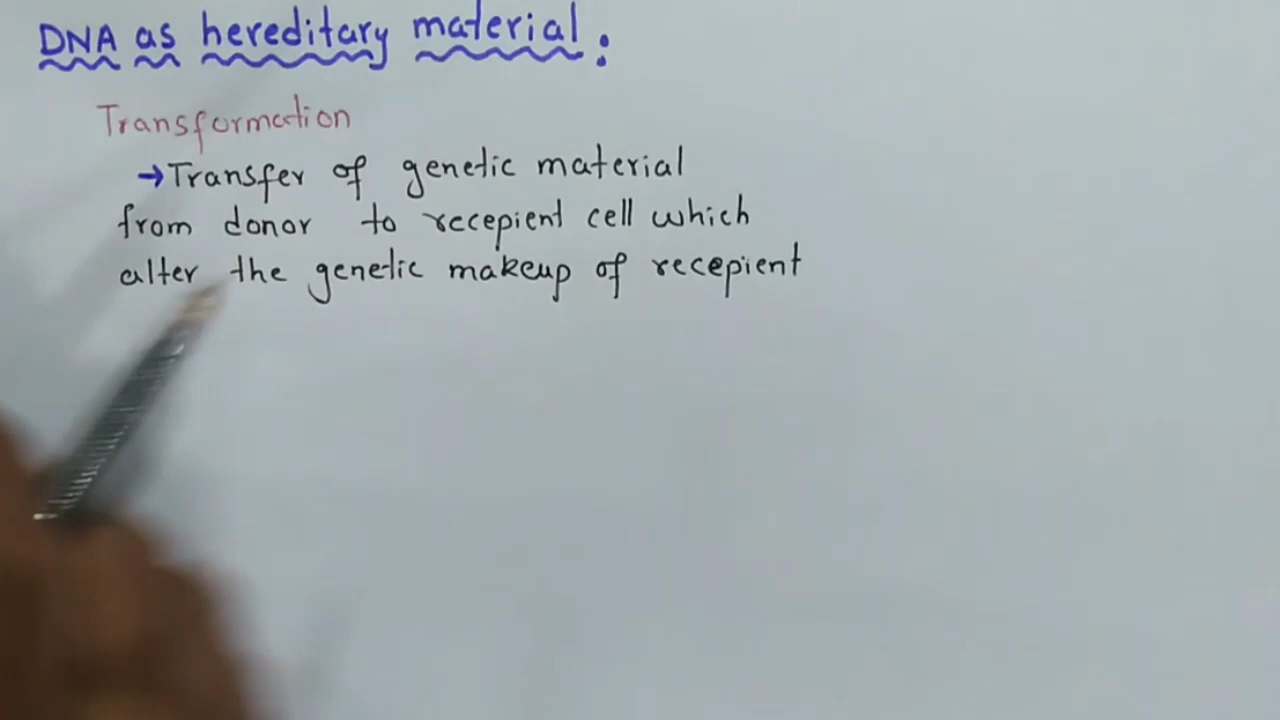 DNA as hereditary material :
Transformation
→Transfer of genetic material
from donor to recepient cell which
alter the genetic makeup of recepient